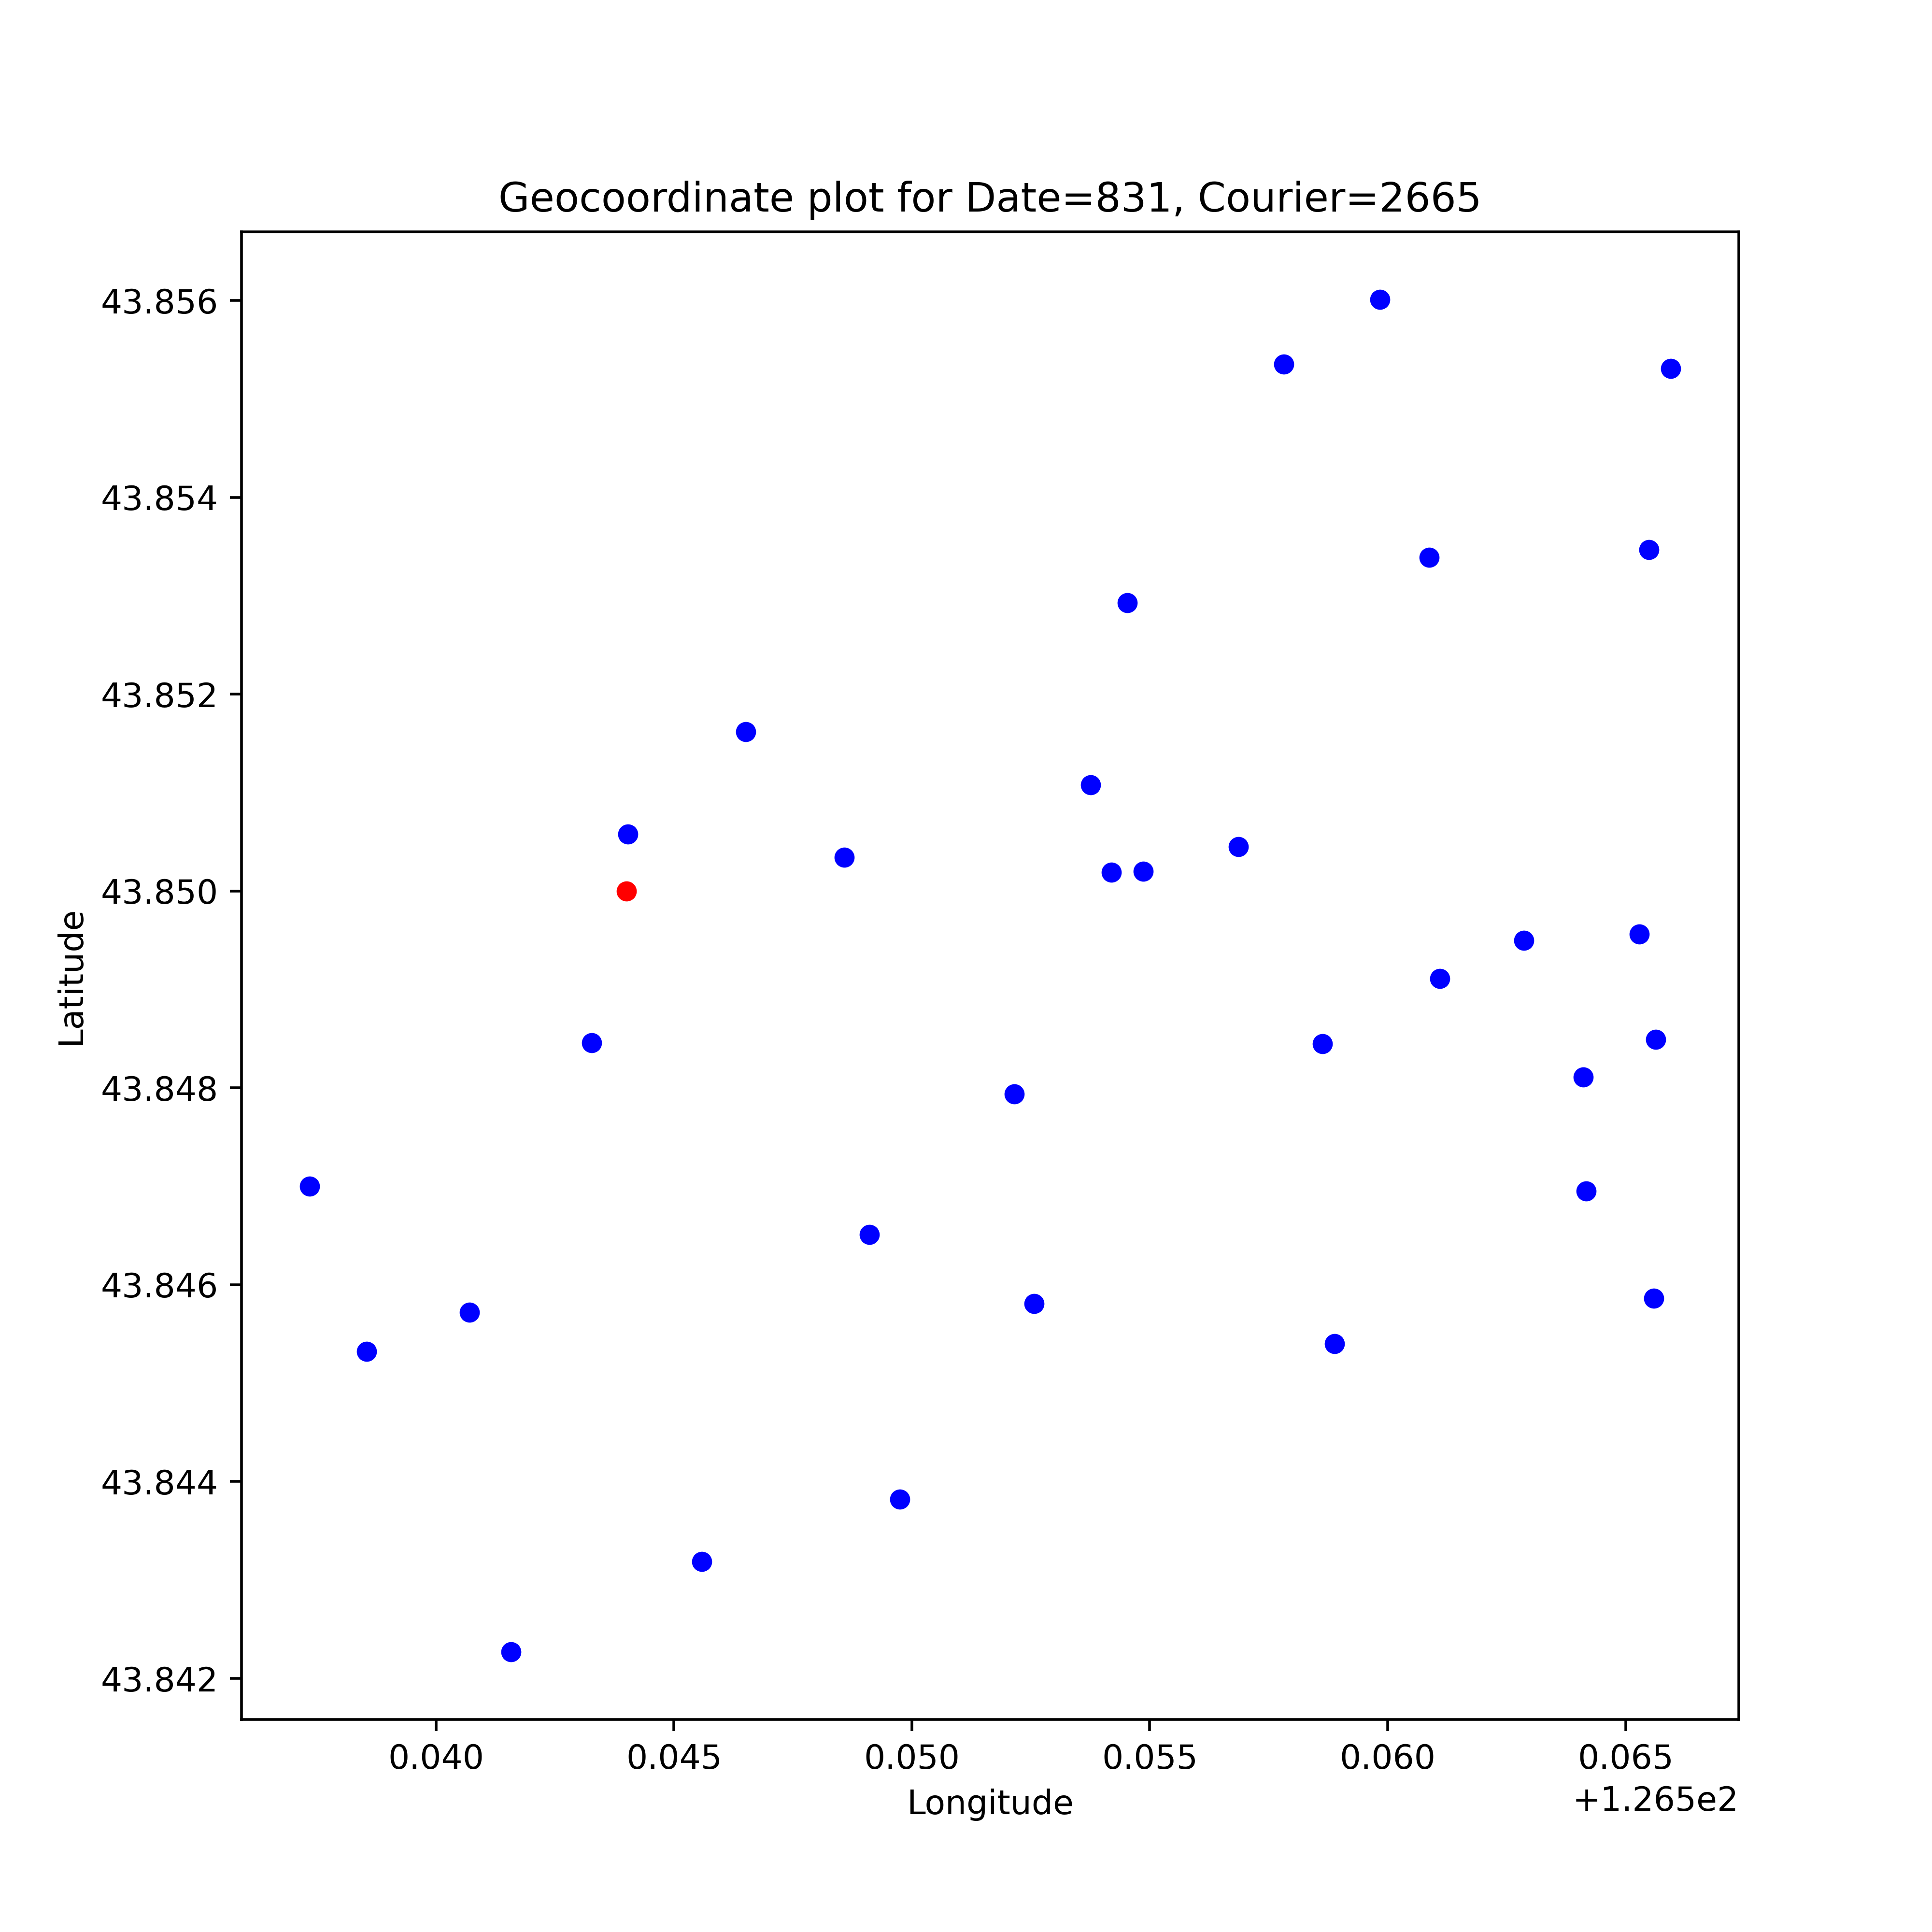 Geocoordinate plot for Date=831, Courier=2665
43.856
43.854
43.852
43.850
43.848
43.846
43.844
43.842
Latitude
0.040 0.045 0.050 0.055 0.060 0.065
+1.265e2
Longitude